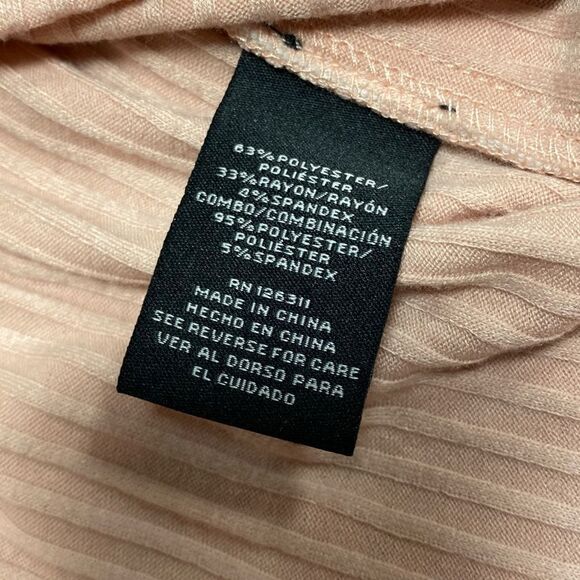 63%POLYESTER/
POLIÉSTER
33%RAYON/RAYÓN
4%SPANDEX
COMBO/COMBINACIÓN
95%POLYESTER/
POLIÉSTER
5%SPANDEX
RN 126311
MADE IN CHINA
HECHO EN CHINA
SEE REVERSE FOR CARE
VER AL DORSO PARA
EL CUIDADO